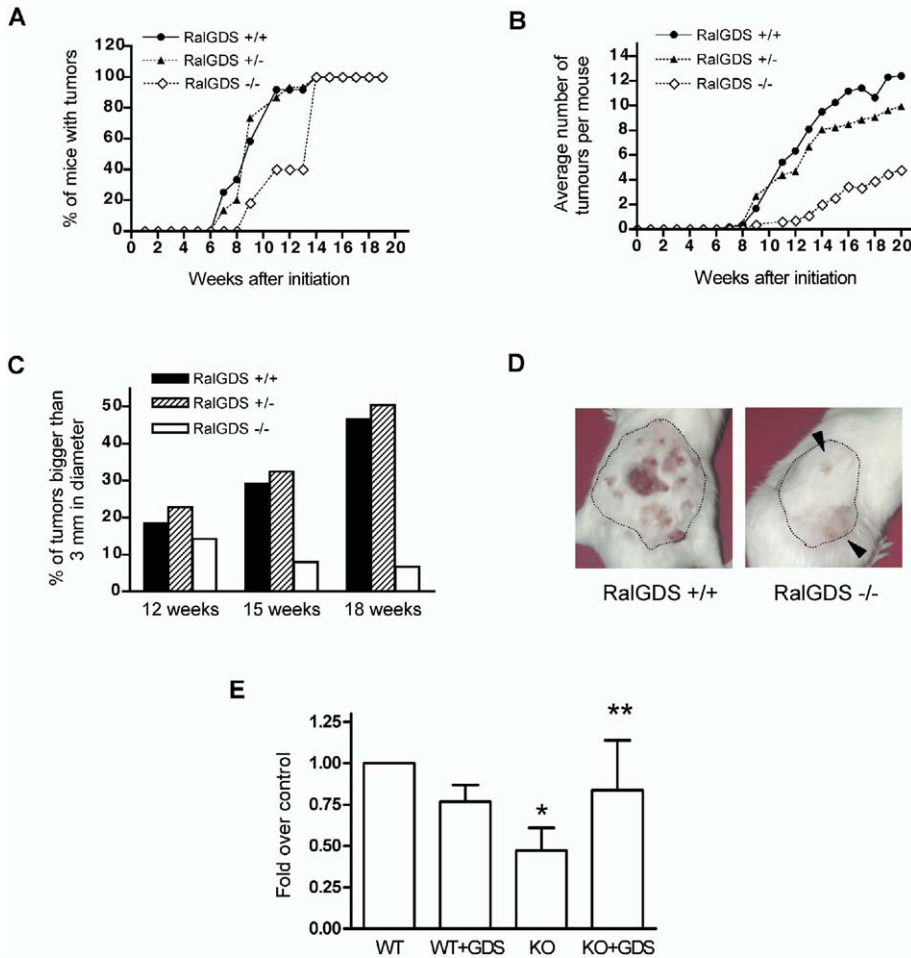 A
RalGDS +/+
RalGDS +/-
RalGDS -/-
% of mice with tumors
120
100
80
60
40
20
0
0 2 4 6 8 10 12 14 16 18 20
Weeks after initiation
B
RalGDS +/+
RalGDS +/-
RalGDS -/-
Average number of
tumours per mouse
14
12
10
8
6
4
2
0
0 2 4 6 8 10 12 14 16 18 20
Weeks after initiation
C
RalGDS +/+
RalGDS +/-
RalGDS -/-
% of tumors bigger than
3 mm in diameter
50
40
30
20
10
0
12 weeks 15 weeks 18 weeks
D
RalGDS +/+ RalGDS -/-
E
Fold over control
1.25
1.00
0.75
0.50
0.25
0.00
* **
WT WT+GDS KO KO+GDS